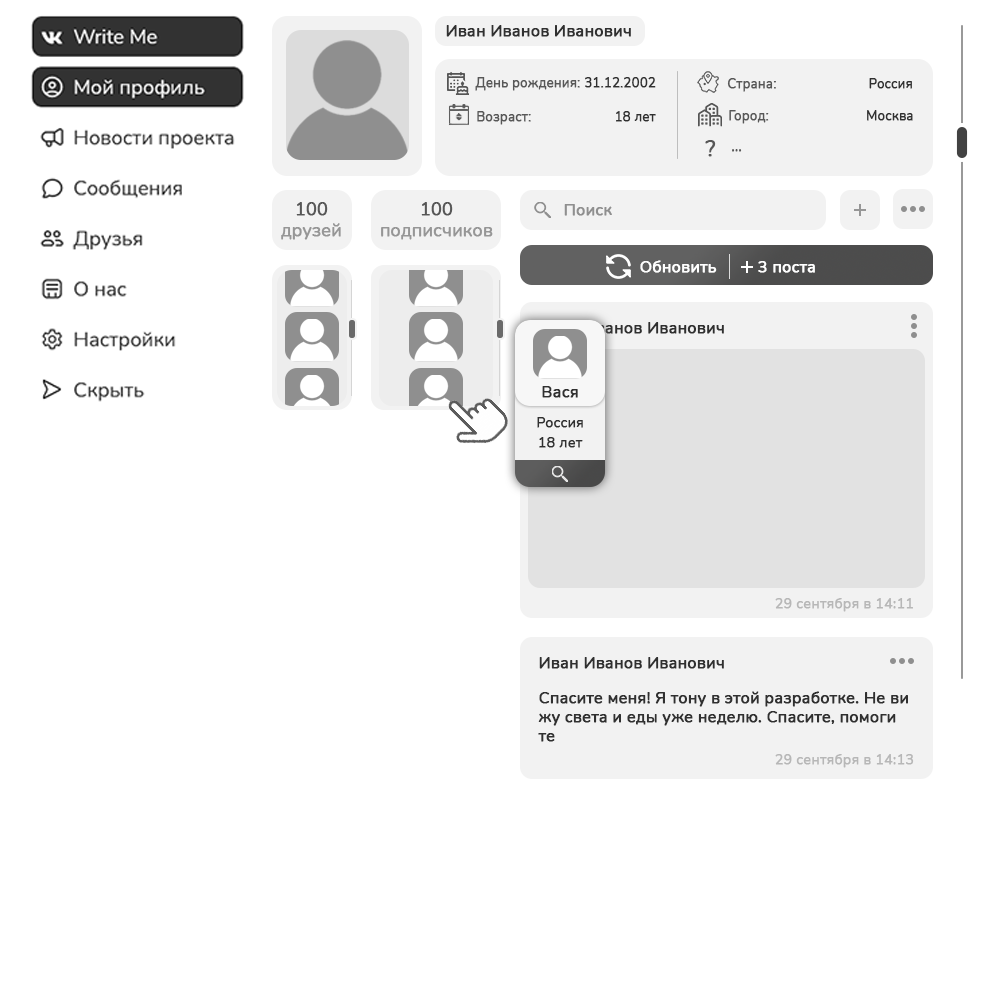 Write Me
Мой профиль
Новости проекта
Сообщения
Друзья
О нас
Настройки
Скрыть
Иван Иванов Иванович
День рождения: 31.12.2002
Возраст: 18 лет
Страна: Россия
Город: Москва
? ...
100 друзей
100 подписчиков
Поиск
+
Обновить + 3 поста
анов Иванович
29 сентября в 14:11
Вася
Россия
18 лет
Иван Иванов Иванович
Спасите меня! Я тону в этой разработке. Не ви
жу света и еды уже неделю. Спасите, помоги
те
29 сентября в 14:13